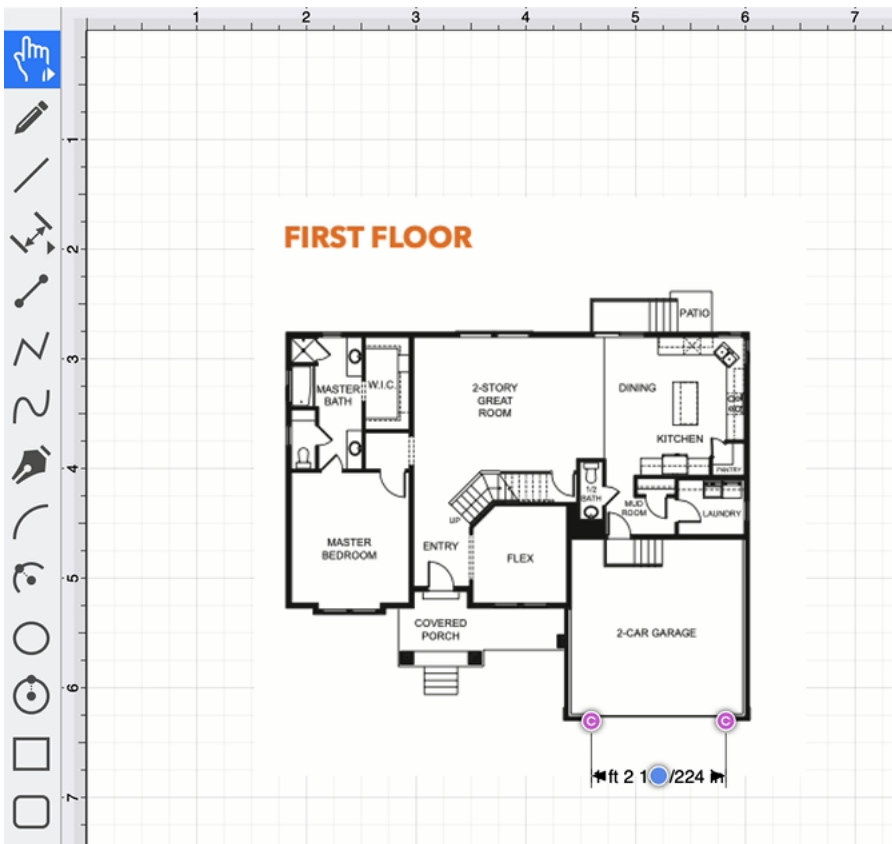 1 2 3 4 5 6 7
1
2
3
4
5
6
7
FIRST FLOOR
PATIO
MASTER
BATH
W.I.C.
2-STORY
GREAT
ROOM
DINING
KITCHEN
PANTRY
1/2
BATH
MUD
ROOM
LAUNDRY
UP
MASTER
BEDROOM
ENTRY
FLEX
COVERED
PORCH
2-CAR GARAGE
C C
ft 2 1 /224 in